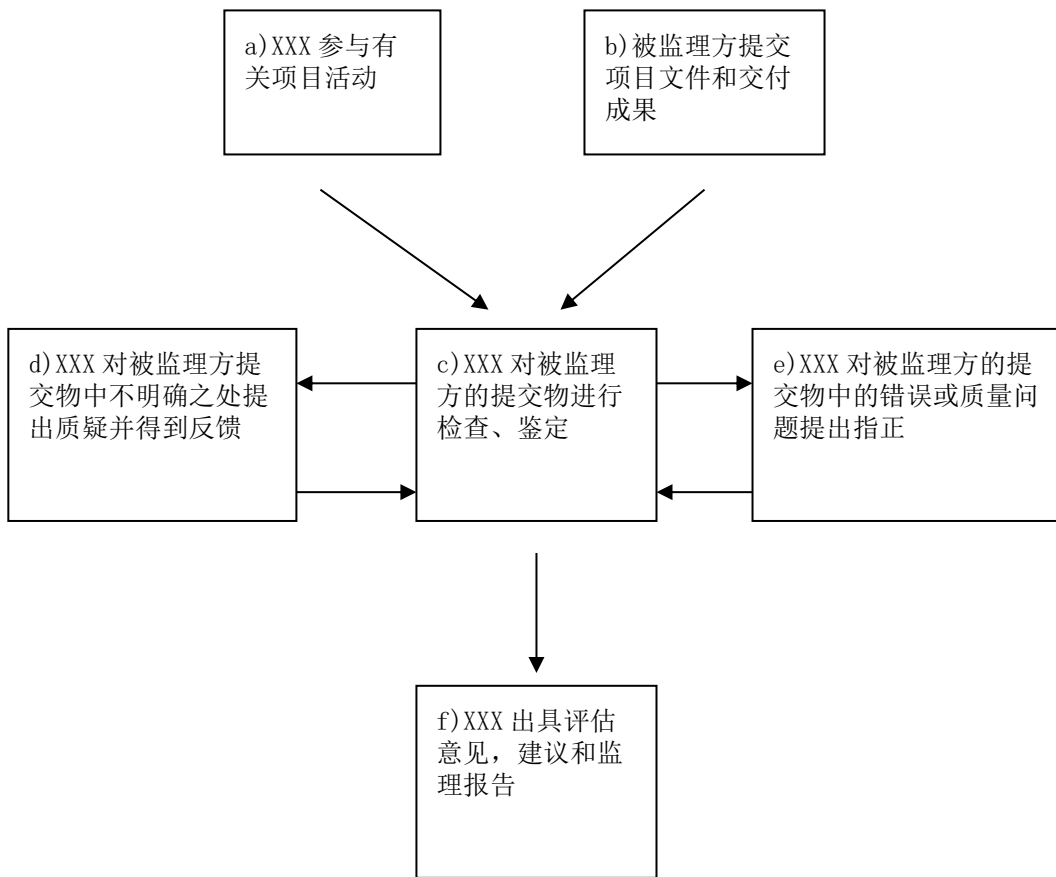 a)XXX 参与有
关项目活动
b)被监理方提交
项目文件和交付
成果
d)XXX 对被监理方提
交物中不明确之处提
出质疑并得到反馈
c)XXX 对被监理
方的提交物进行
检查、鉴定
e)XXX 对被监理方的提
交物中的错误或质量问
题提出指正
f)XXX 出具评估
意见，建议和监
理报告